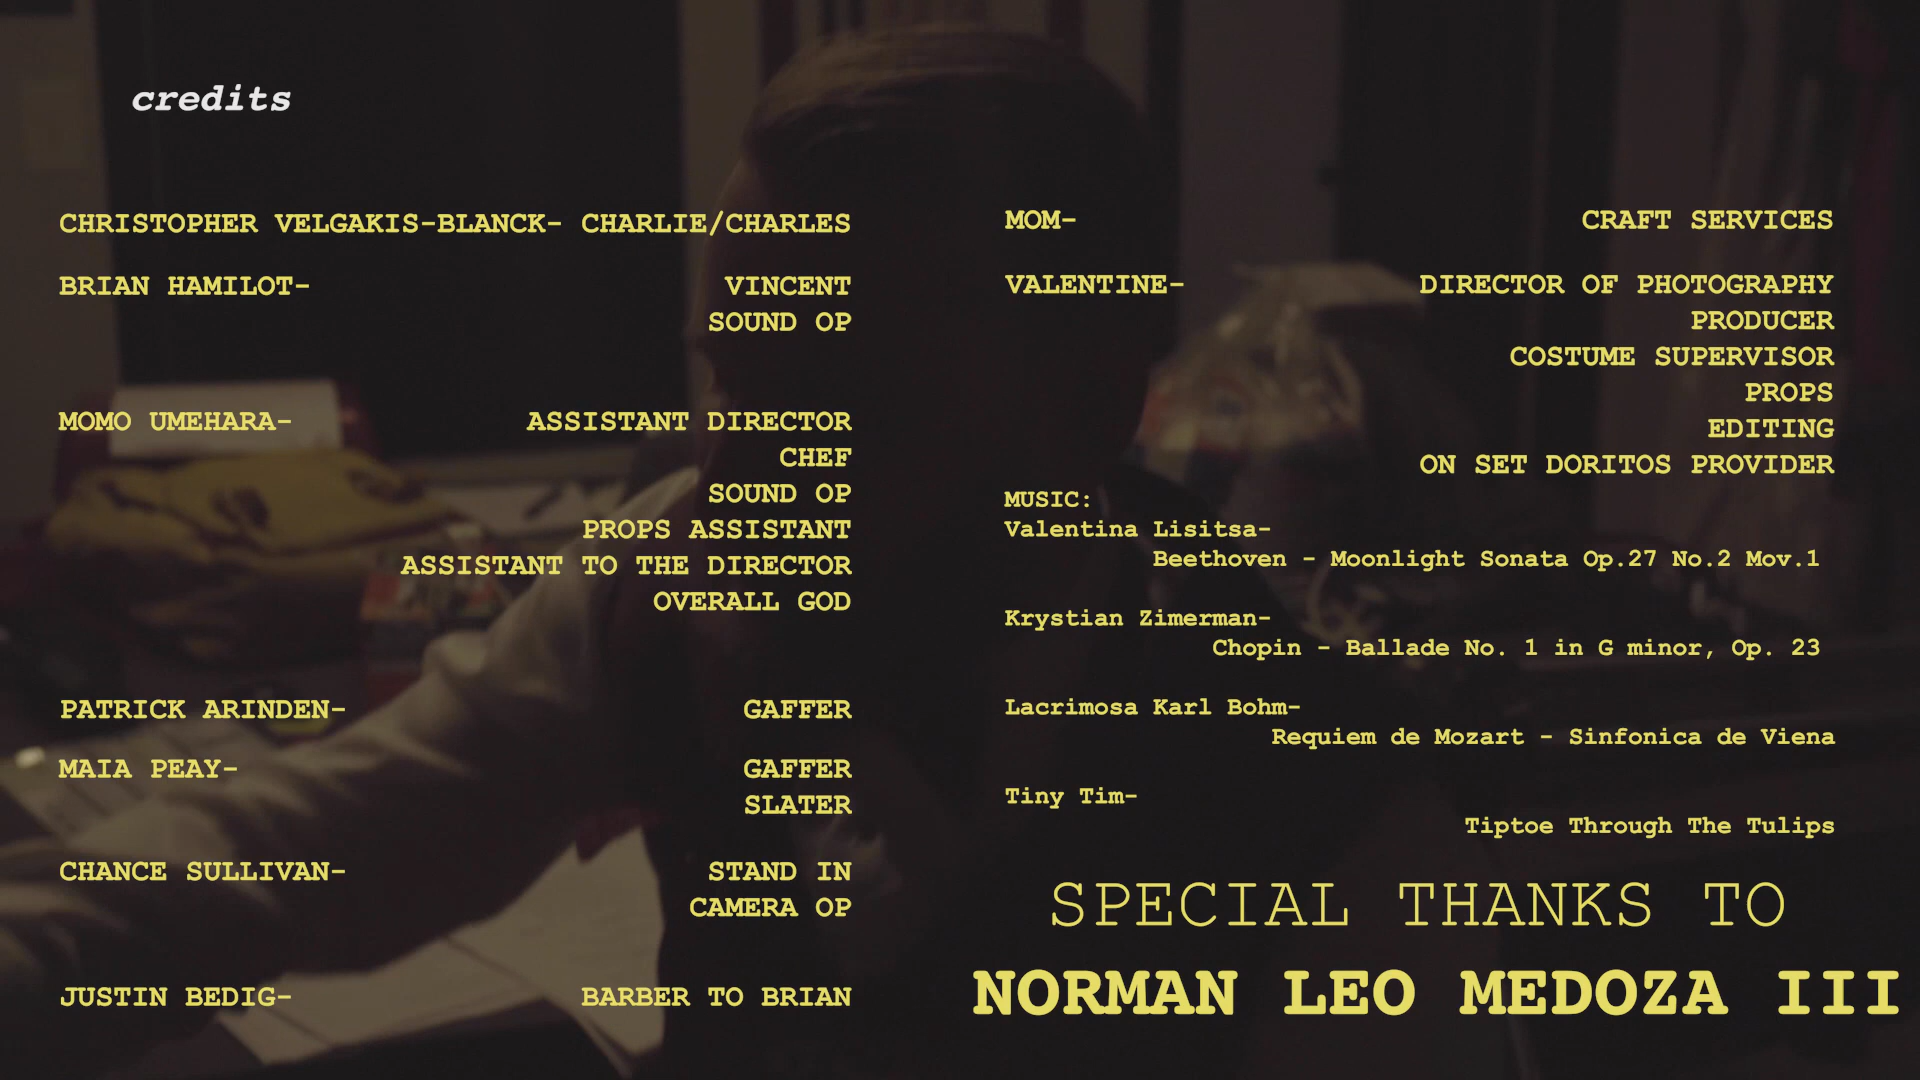 credits
CHRISTOPHER VELGAKIS-BLANCK- CHARLIE/CHARLES
BRIAN HAMILOT- VINCENT
SOUND OP
MOMO UMEHARA- ASSISTANT DIRECTOR
CHEF
SOUND OP
PROPS ASSISTANT
ASSISTANT TO THE DIRECTOR
OVERALL GOD
PATRICK ARINDEN- GAFFER
MAIA PEAY- GAFFER
SLATER
CHANCE SULLIVAN- STAND IN
CAMERA OP
JUSTIN BEDIG- BARBER TO BRIAN
MOM- CRAFT SERVICES
VALENTINE- DIRECTOR OF PHOTOGRAPHY
PRODUCER
COSTUME SUPERVISOR
PROPS
EDITING
ON SET DORITOS PROVIDER
MUSIC:
Valentina Lisitsa-
Beethoven - Moonlight Sonata Op.27 No.2 Mov.1
Krystian Zimerman-
Chopin - Ballade No. 1 in G minor, Op. 23
Lacrimosa Karl Bohm-
Requiem de Mozart - Sinfonica de Viena
Tiny Tim-
Tiptoe Through The Tulips
SPECIAL THANKS TO
NORMAN LEO MEDOZA III